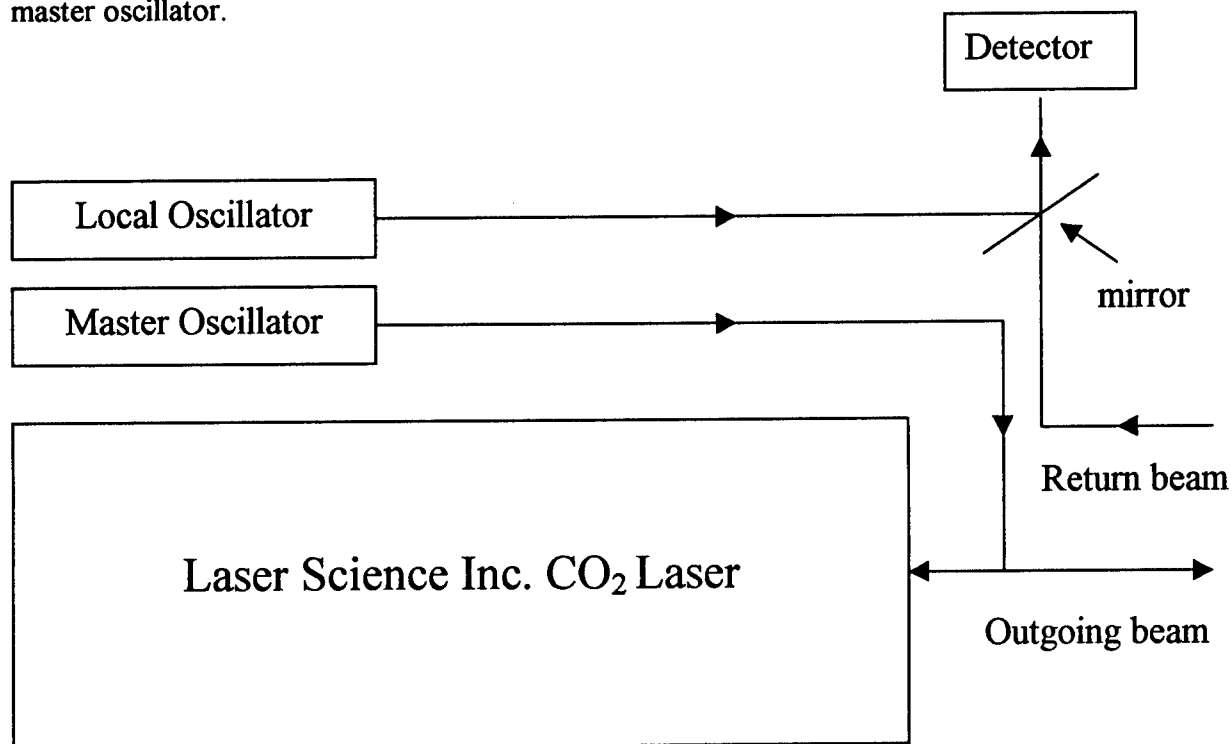 master oscillator.
Detector
Local Oscillator
mirror
Master Oscillator
Return beam
Laser Science Inc. CO₂ Laser
Outgoing beam